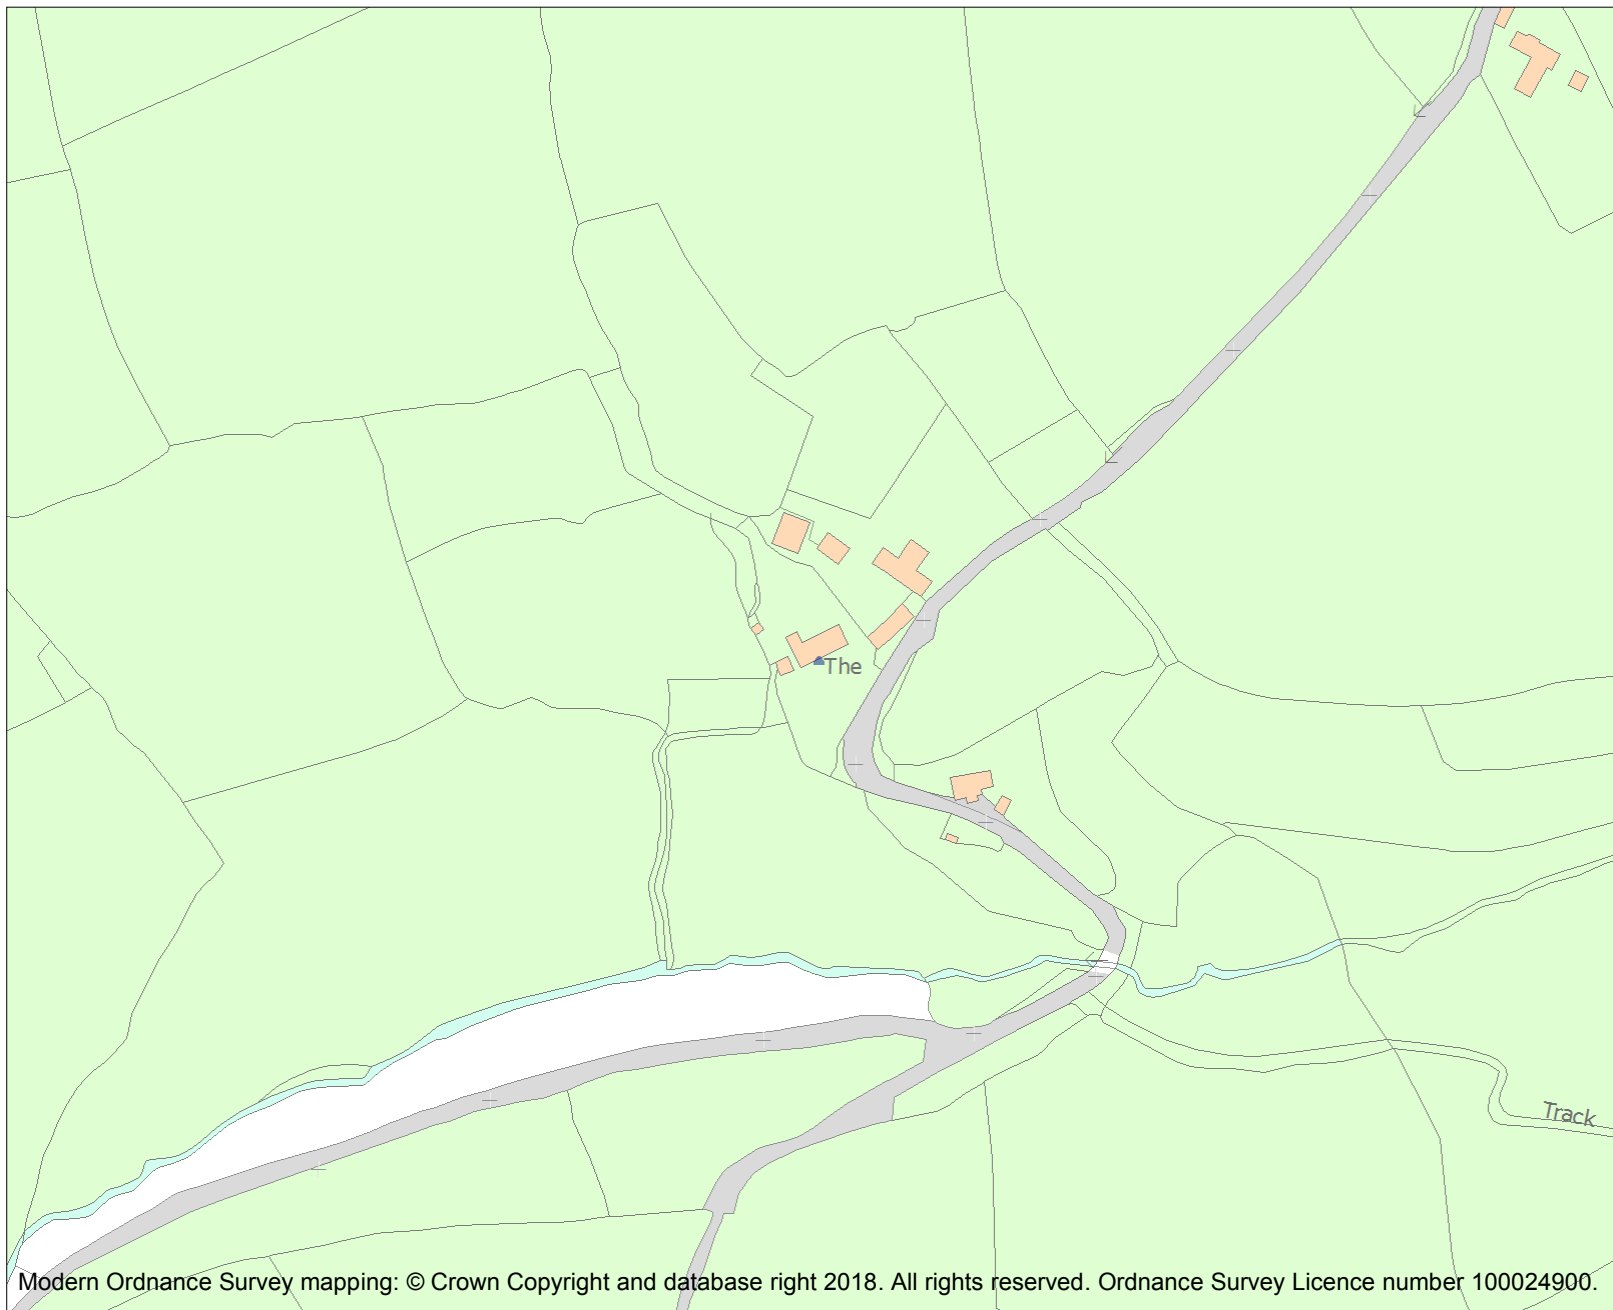 The
Track
Modern Ordnance Survey mapping: © Crown Copyright and database right 2018. All rights reserved. Ordnance Survey Licence number 100024900.